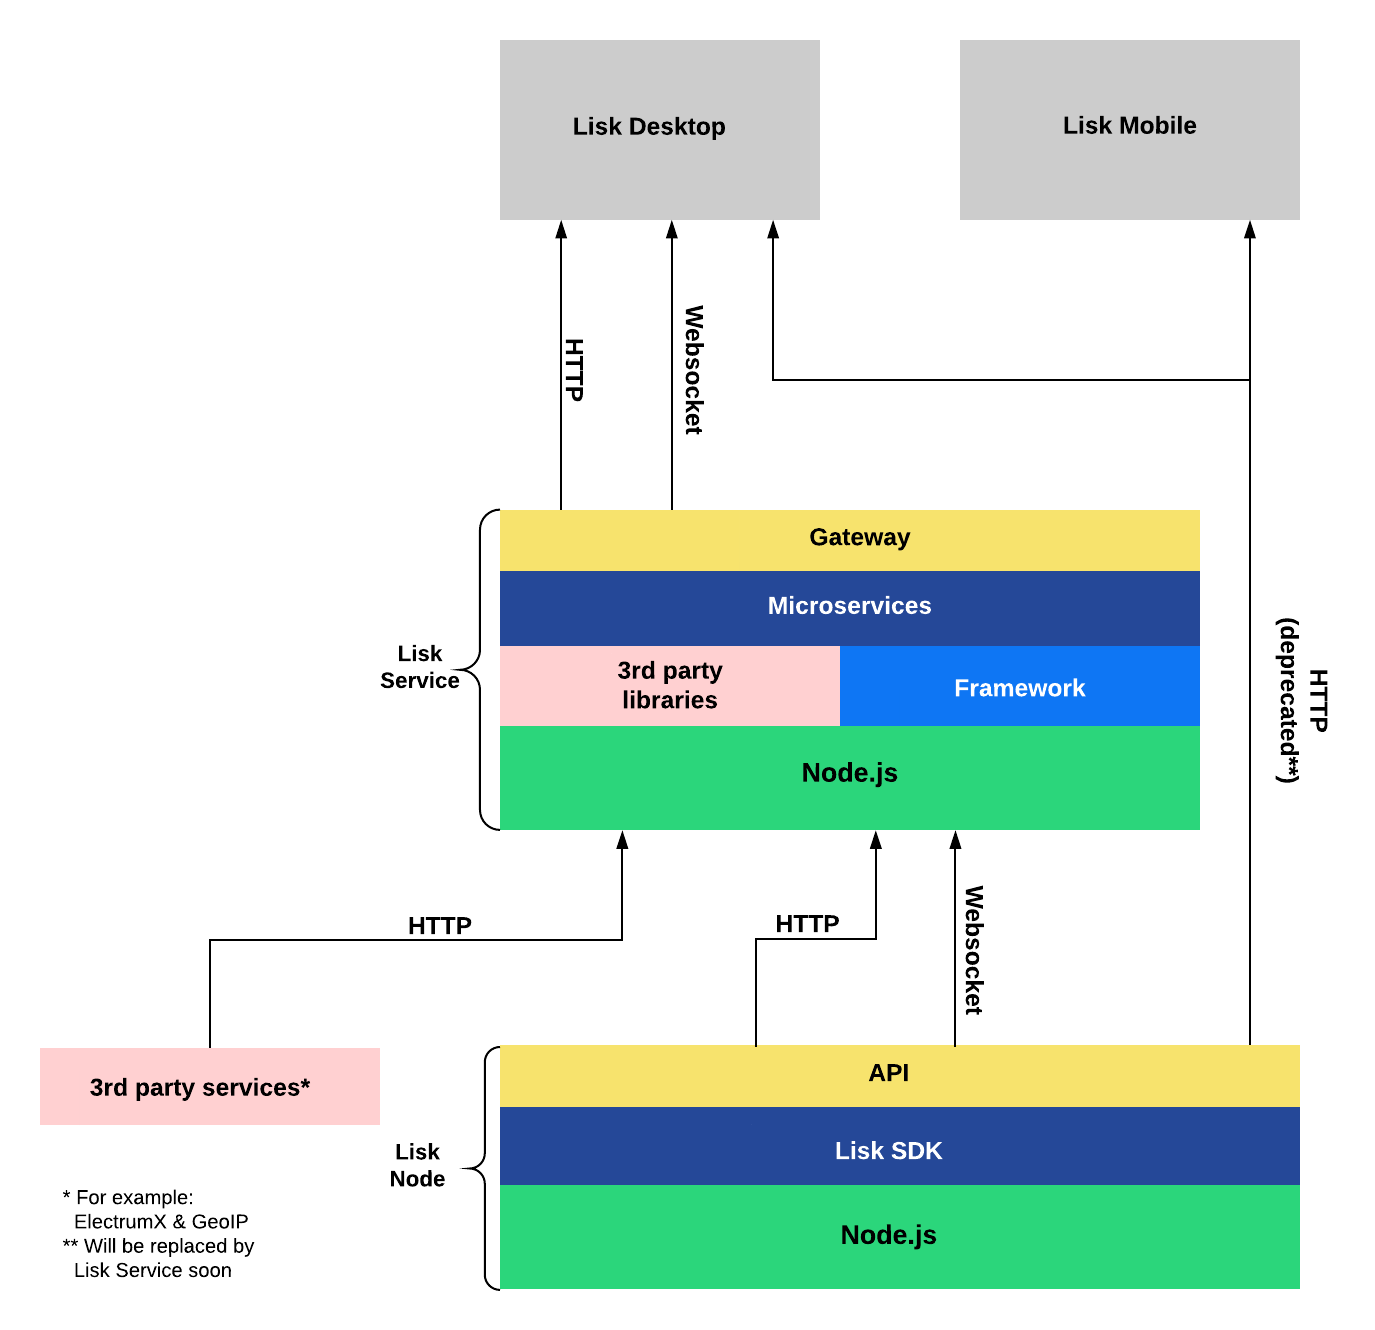 Lisk Desktop
Lisk Mobile
HTTP
Websocket
Gateway
Microservices
3rd party
libraries
Framework
Node.js
Lisk
Service
HTTP
(deprecated**)
HTTP
HTTP
Websocket
3rd party services*
API
Lisk SDK
Node.js
Lisk
Node
* For example:
ElectrumX & GeoIP
** Will be replaced by
Lisk Service soon